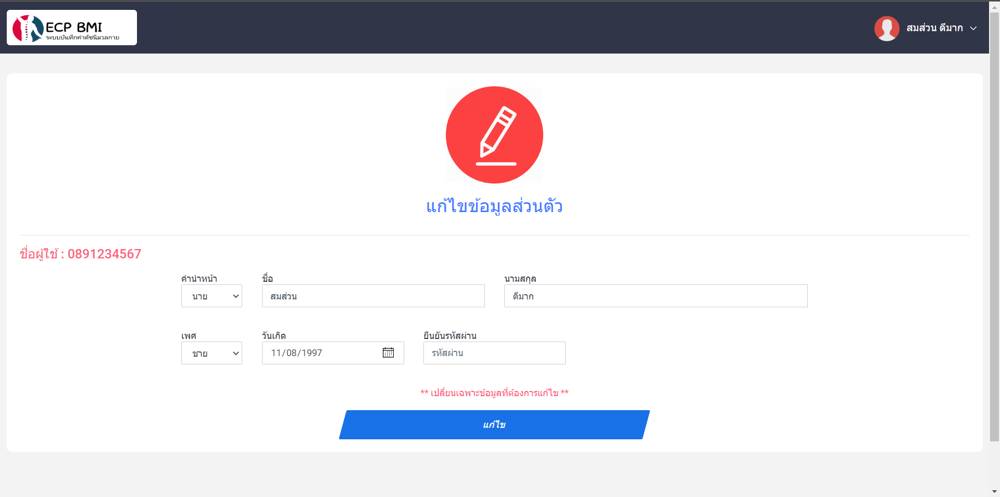 ECP BMI
ระบบบันทึกค่าดัชนีมวลกาย
สมส่วน ดีมาก
แก้ไขข้อมูลส่วนตัว
ชื่อผู้ใช้ : 0891234567
คำนำหน้า ชื่อ นามสกุล
นาย สมส่วน ดีมาก
เพศ วันเกิด ยืนยันรหัสผ่าน
ชาย 11/08/1997 รหัสผ่าน
** เปลี่ยนเฉพาะข้อมูลที่ต้องการแก้ไข **
แก้ไข